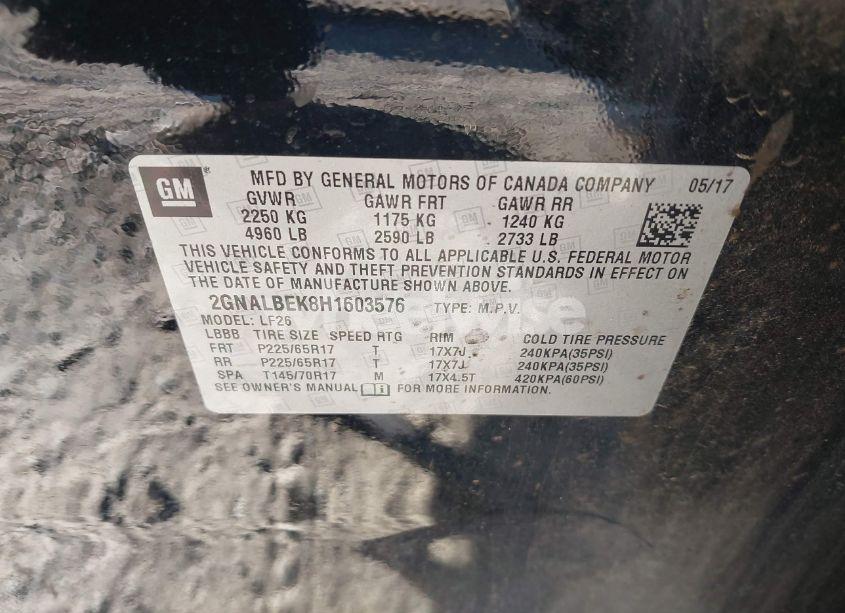 GM
MFD BY GENERAL MOTORS OF CANADA COMPANY 05/17
GVWR GAWR FRT GAWR RR
2250 KG 1175 KG 1240 KG
4960 LB 2590 LB 2733 LB
THIS VEHICLE CONFORMS TO ALL APPLICABLE U.S. FEDERAL MOTOR
VEHICLE SAFETY AND THEFT PREVENTION STANDARDS IN EFFECT ON
THE DATE OF MANUFACTURE SHOWN ABOVE.
2GNALBEK8H1603576 TYPE: M.P.V.
MODEL: LF26
LBBB TIRE SIZE SPEED RTG RIM COLD TIRE PRESSURE
FRT P225/65R17 T 17X7J 240KPA(35PSI)
RR P225/65R17 T 17X7J 240KPA(35PSI)
SPA T145/70R17 M 17X4.5T 420KPA(60PSI)
SEE OWNER'S MANUAL FOR MORE INFORMATION.